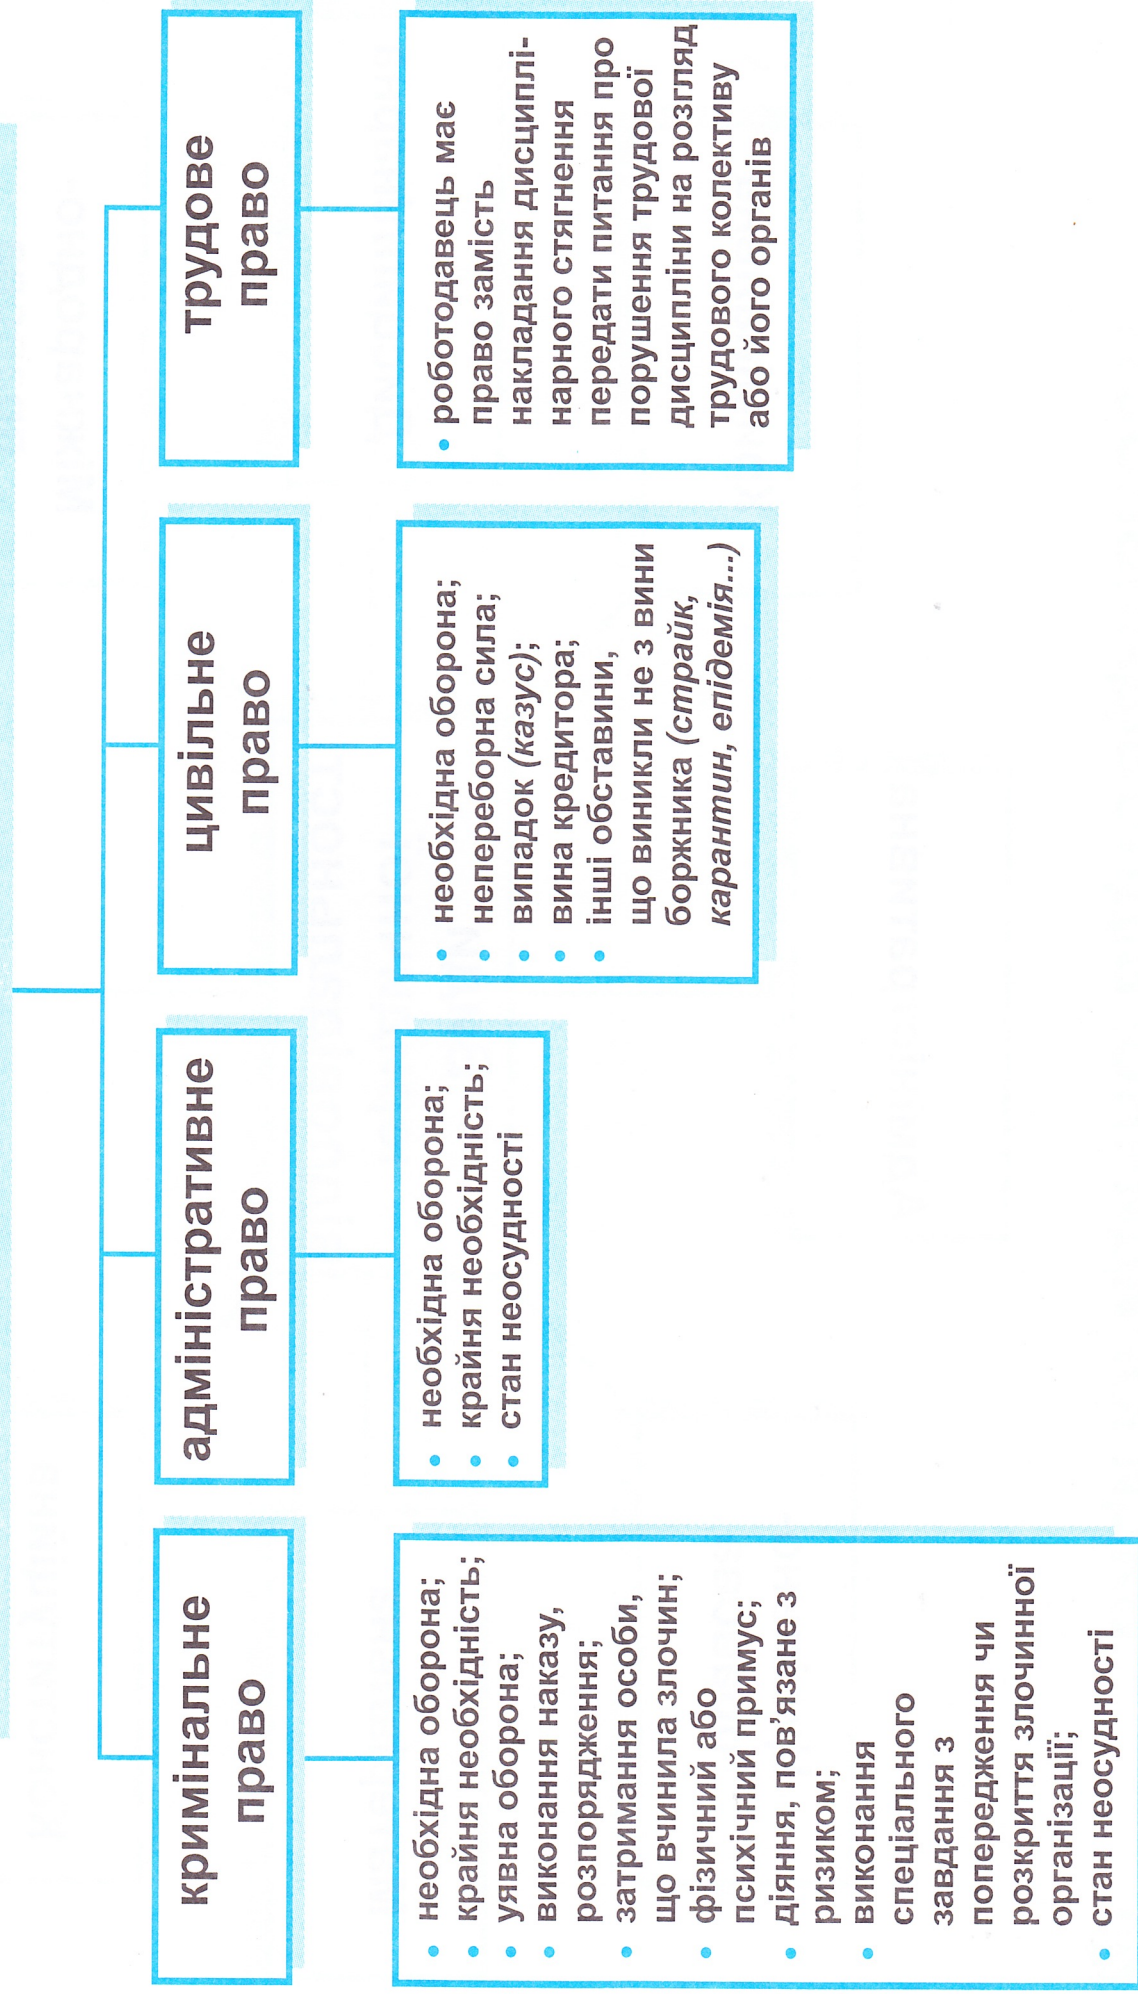 кримінальне
право
• необхідна оборона;
• крайня необхідність;
• уявна оборона;
• виконання наказу,
розпорядження;
• затримання особи,
що вчинила злочин;
• фізичний або
психічний примус;
• діяння, пов’язане з
ризиком;
• виконання
спеціального
завдання з
попередження чи
розкриття злочинної
організації;
• стан неосудності
адміністративне
право
• необхідна оборона;
• крайня необхідність;
• стан неосудності
цивільне
право
• необхідна оборона;
• непереборна сила;
• випадок (казус);
• вина кредитора;
• інші обставини,
що виникли не з вини
боржника (страйк,
карантин, епідемія...)
трудове
право
• роботодавець має
право замість
накладання дисциплі-
нарного стягнення
передати питання про
порушення трудової
дисципліни на розгляд
трудового колективу
або його органів